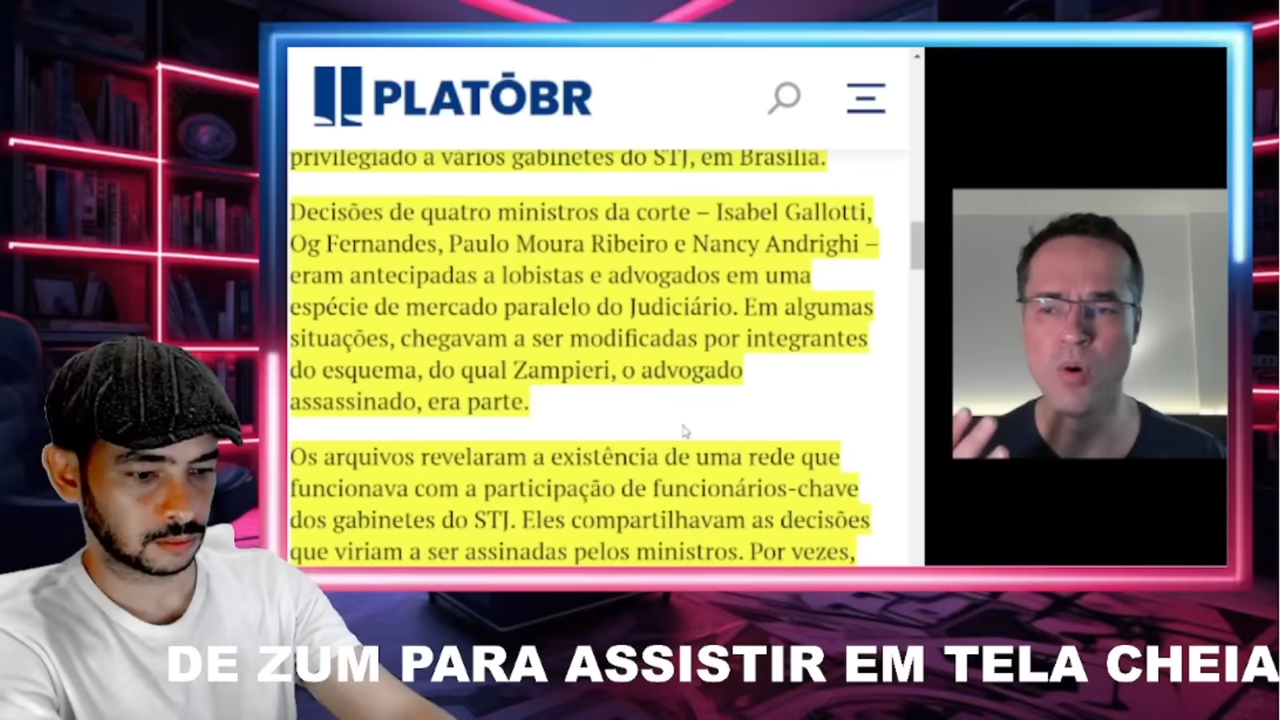 PLATÔBR
privilegiado a vários gabinetes do STJ, em Brasília.
Decisões de quatro ministros da corte – Isabel Gallotti,
Og Fernandes, Paulo Moura Ribeiro e Nancy Andrighi –
eram antecipadas a lobistas e advogados em uma
espécie de mercado paralelo do Judiciário. Em algumas
situações, chegavam a ser modificadas por integrantes
do esquema, do qual Zampieri, o advogado
assassinado, era parte.
Os arquivos revelaram a existência de uma rede que
funcionava com a participação de funcionários-chave
dos gabinetes do STJ. Eles compartilhavam as decisões
que viriam a ser assinadas pelos ministros. Por vezes,
DE ZUM PARA ASSISTIR EM TELA CHEIA